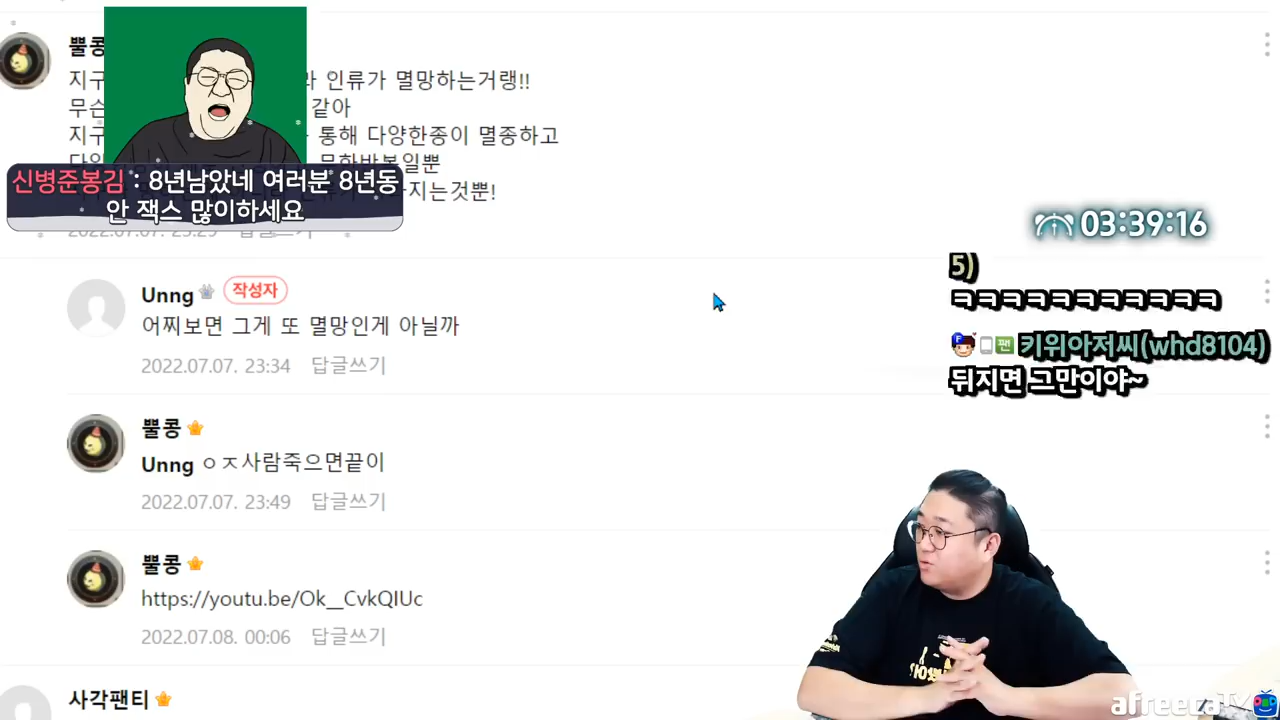 뿔콩
지구 과 인류가 멸망하는거랭!!
무슨 같아
지구 통해 다양한종이 멸종하고
무한반복일뿐
지는것뿐!
신병준봉김 : 8년남았네 여러분 8년동
안 잭스 많이하세요
2022.07.07. 23:29 답글쓰기
03:39:16
5)
ㅋㅋㅋㅋㅋㅋㅋㅋㅋㅋㅋ
키위아저씨(whd8104)
뒤지면 그만이야~
Unng 작성자
어찌보면 그게 또 멸망인게 아닐까
2022.07.07. 23:34 답글쓰기
뿔콩
Unng ㅇㅈ사람죽으면끝이
2022.07.07. 23:49 답글쓰기
뿔콩
https://youtu.be/Ok__CvkQIUc
2022.07.08. 00:06 답글쓰기
사각팬티
afreecaTV